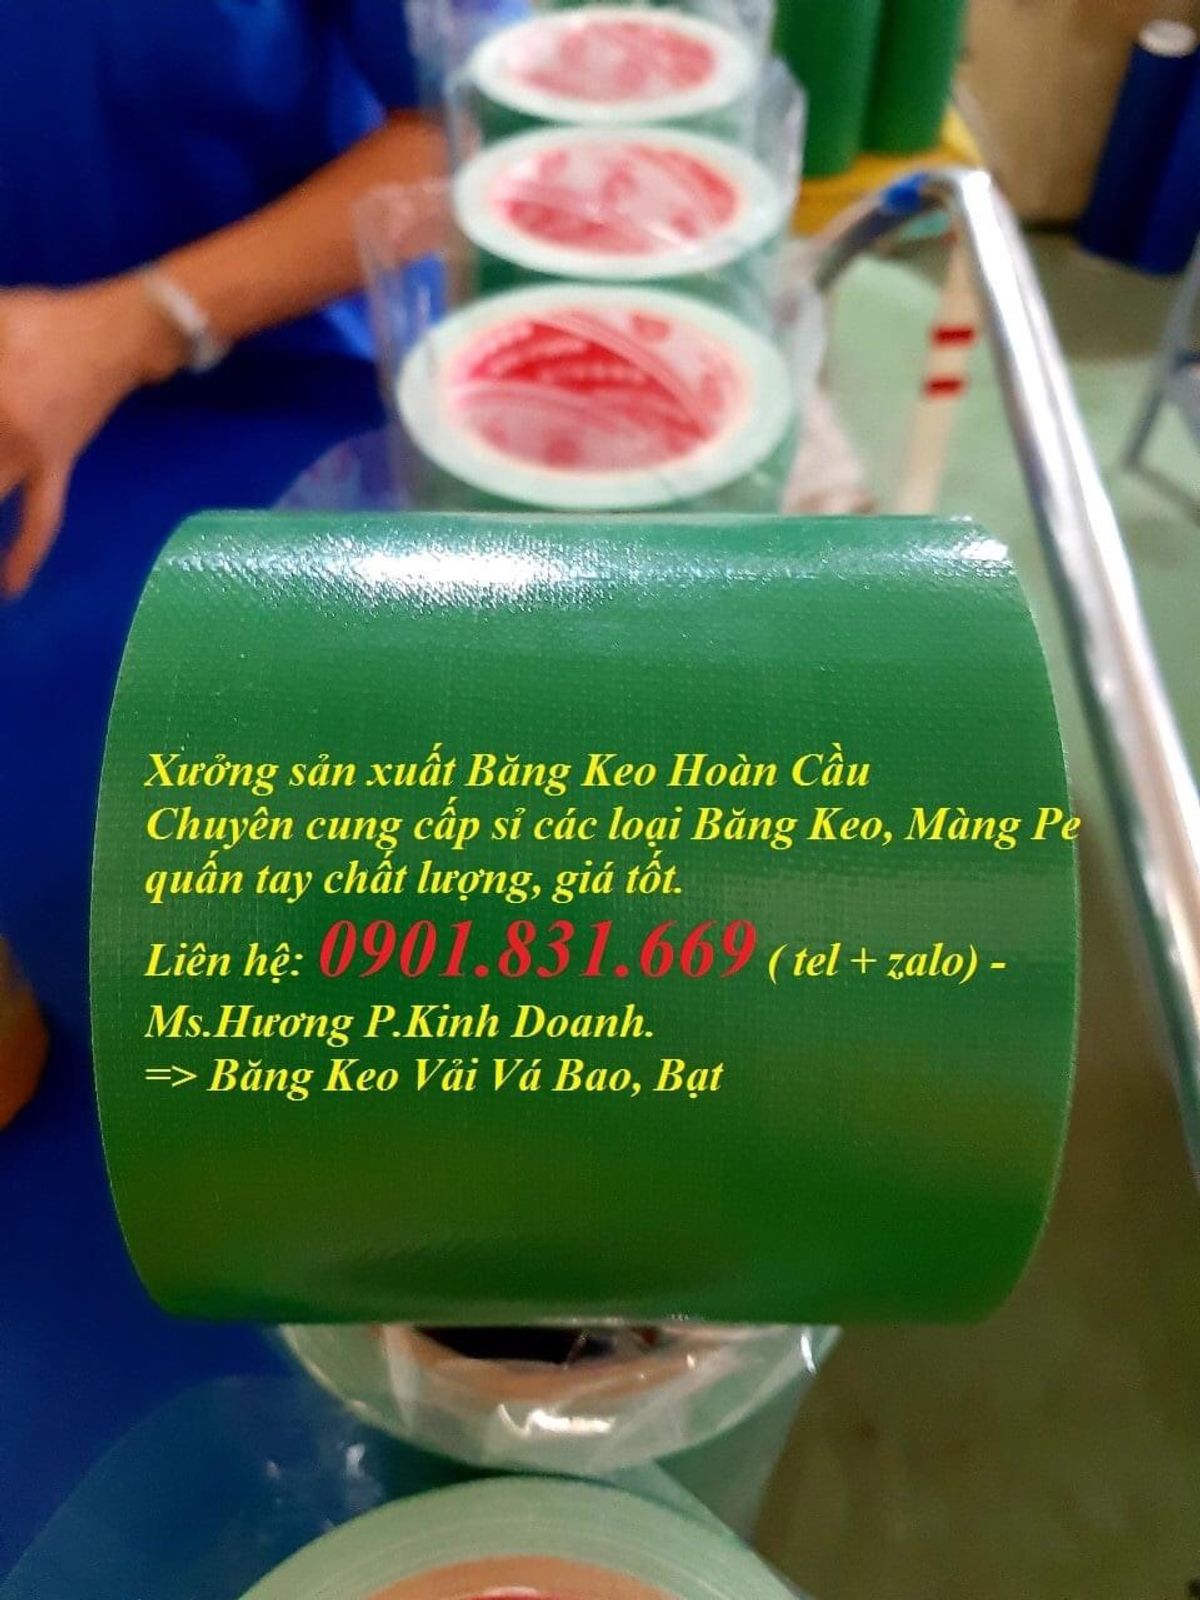 Xưởng sản xuất Băng Keo Hoàn Cầu
Chuyên cung cấp sỉ các loại Băng Keo, Màng Pe
quấn tay chất lượng, giá tốt.
Liên hệ: 0901.831.669 ( tel + zalo) -
Ms.Hương P.Kinh Doanh.
=> Băng Keo Vải Vá Bao, Bạt